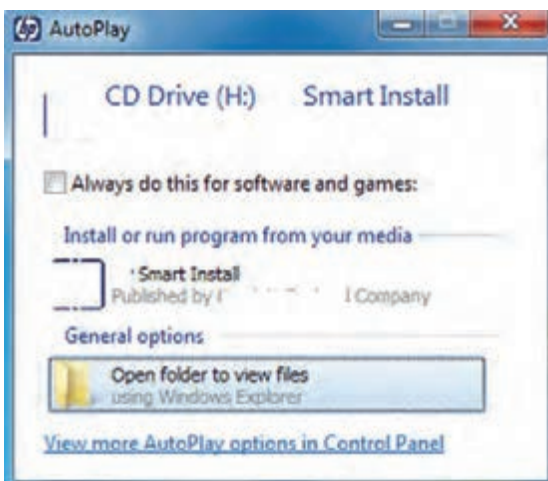 hp AutoPlay
CD Drive (H:) Smart Install
Always do this for software and games:
Install or run program from your media
Smart Install
Published by Company
General options
Open folder to view files
using Windows Explorer
View more AutoPlay options in Control Panel